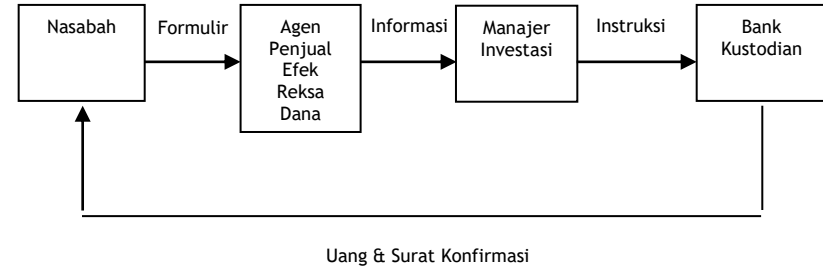 Nasabah
Formulir
Agen
Penjual
Efek
Reksa
Dana
Informasi
Manajer
Investasi
Instruksi
Bank
Kustodian
Uang & Surat Konfirmasi